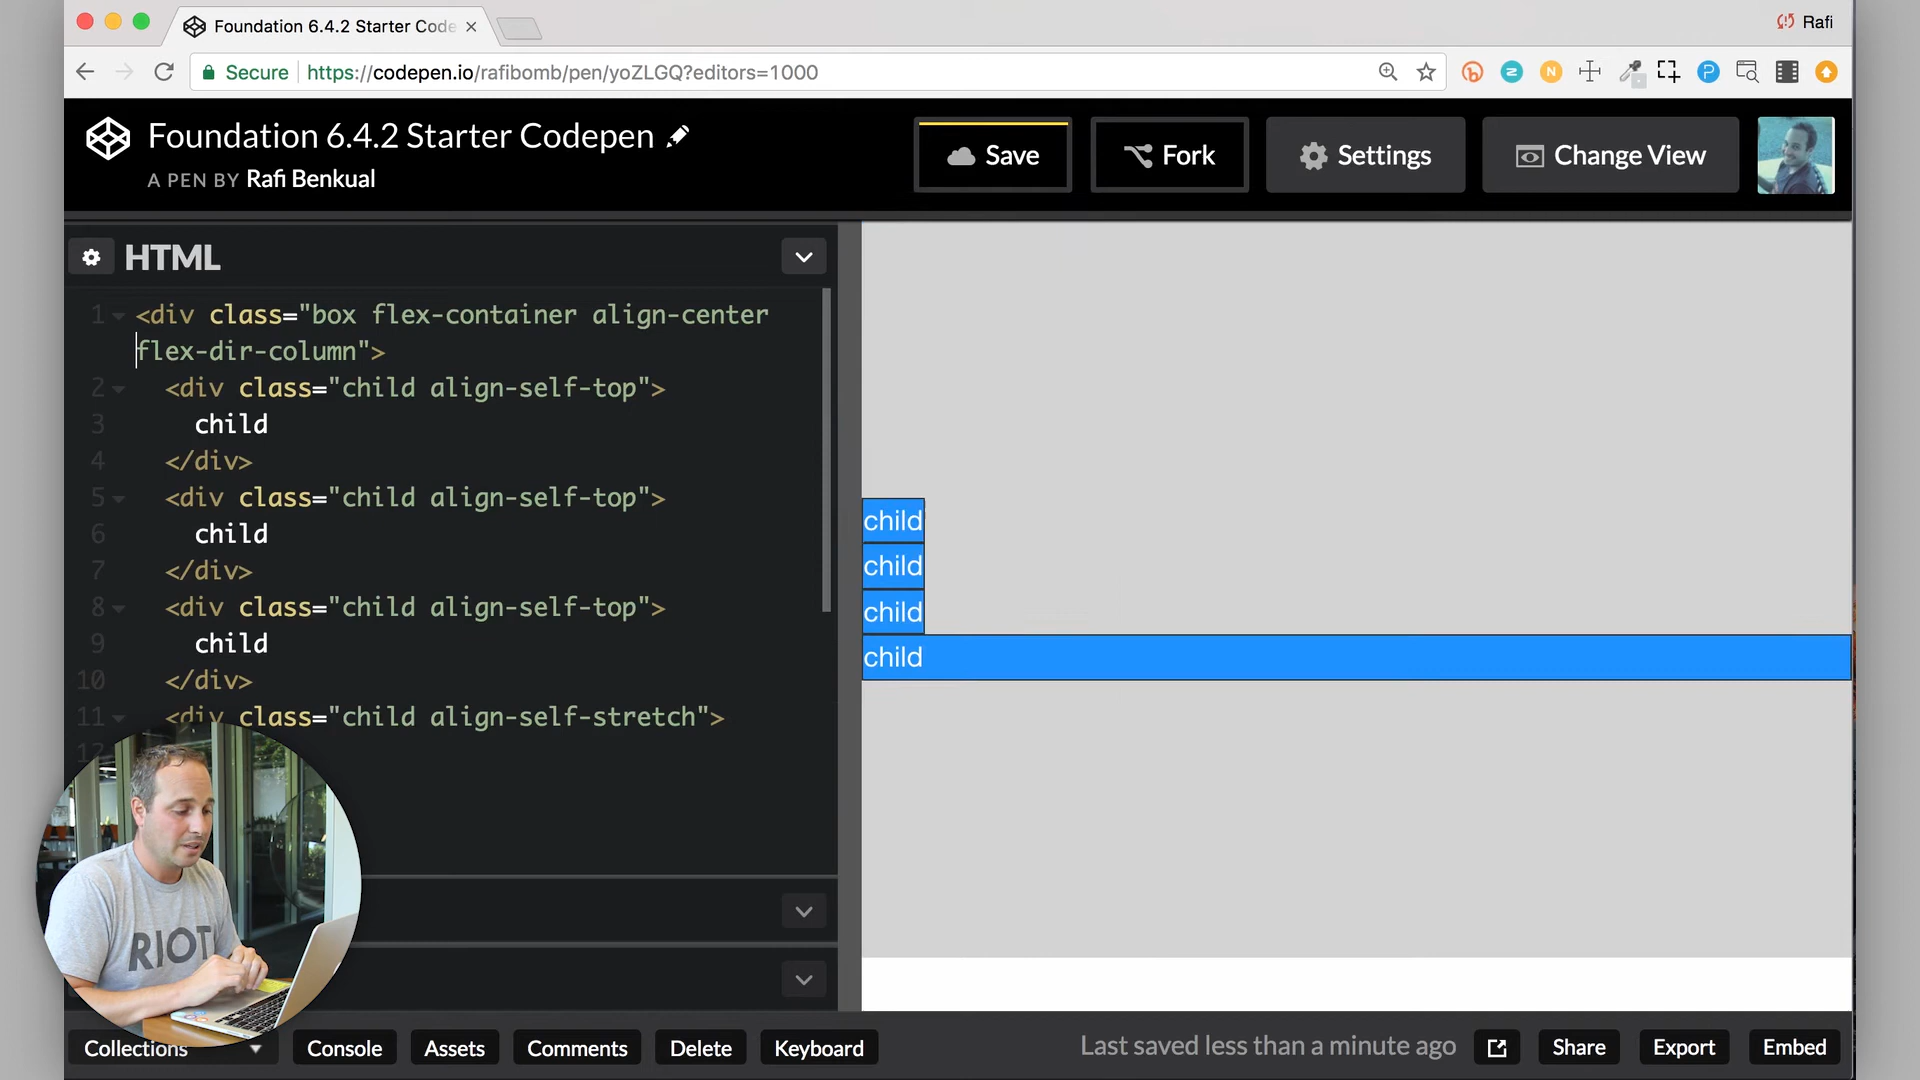 Foundation 6.4.2 Starter Code
Rafi
Secure https://codepen.io/rafibomb/pen/yoZLGQ?editors=1000
Foundation 6.4.2 Starter Codepen
A PEN BY Rafi Benkual
Save
Fork
Settings
Change View
HTML
1 <div class="box flex-container align-center
flex-dir-column">
2 <div class="child align-self-top">
3 child
4 </div>
5 <div class="child align-self-top">
6 child
7 </div>
8 <div class="child align-self-top">
9 child
10 </div>
11 <div class="child align-self-stretch">
12
child
child
child
child
RIOT
Collections
Console
Assets
Comments
Delete
Keyboard
Last saved less than a minute ago
Share
Export
Embed